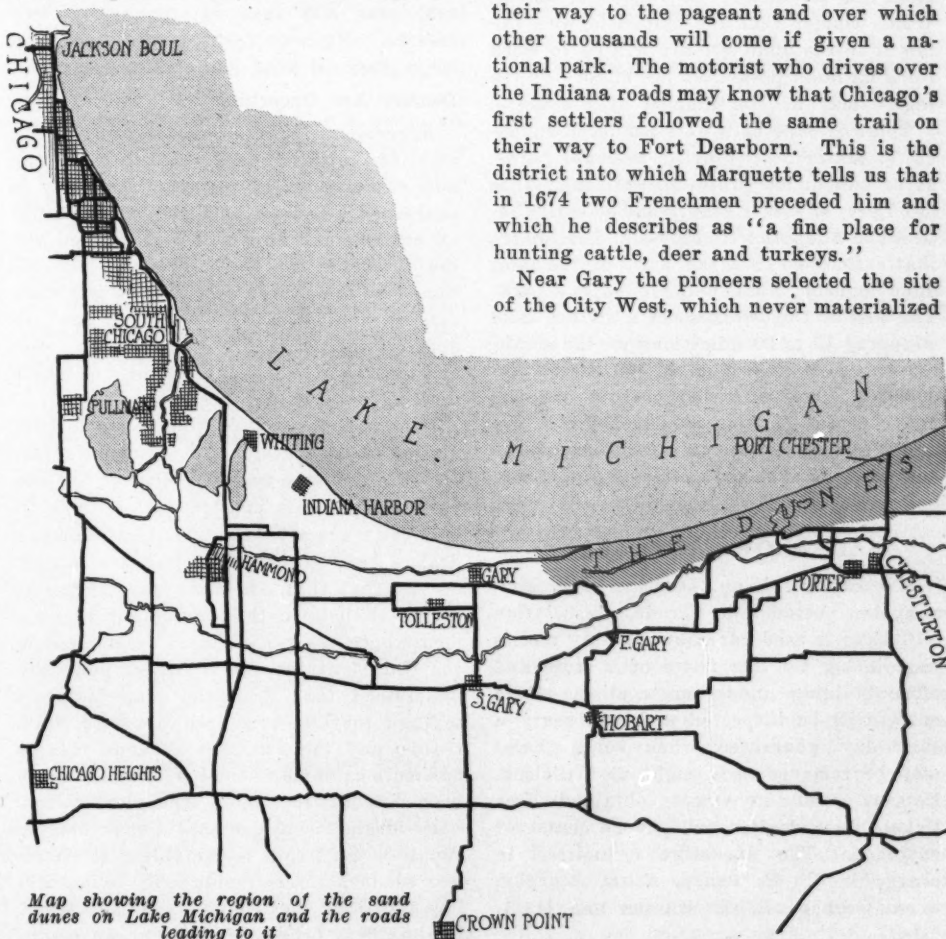 their way to the pageant and over which
other thousands will come if given a na-
tional park. The motorist who drives over
the Indiana roads may know that Chicago's
first settlers followed the same trail on
their way to Fort Dearborn. This is the
district into which Marquette tells us that
in 1674 two Frenchmen preceded him and
which he describes as "a fine place for
hunting cattle, deer and turkeys."
Near Gary the pioneers selected the site
of the City West, which never materialized
CHICAGO
JACKSON BOUL
SOUTH
CHICAGO
PULLMAN
WHITING
INDIANA HARBOR
LAKE MICHIGAN
PORT CHESTER
THE DUNES
HAMMOND
GARY
TOLLESTON
PORTER
CHESTERTON
E. GARY
S. GARY
HOBART
CHICAGO HEIGHTS
CROWN POINT
Map showing the region of the sand
dunes on Lake Michigan and the roads
leading to it